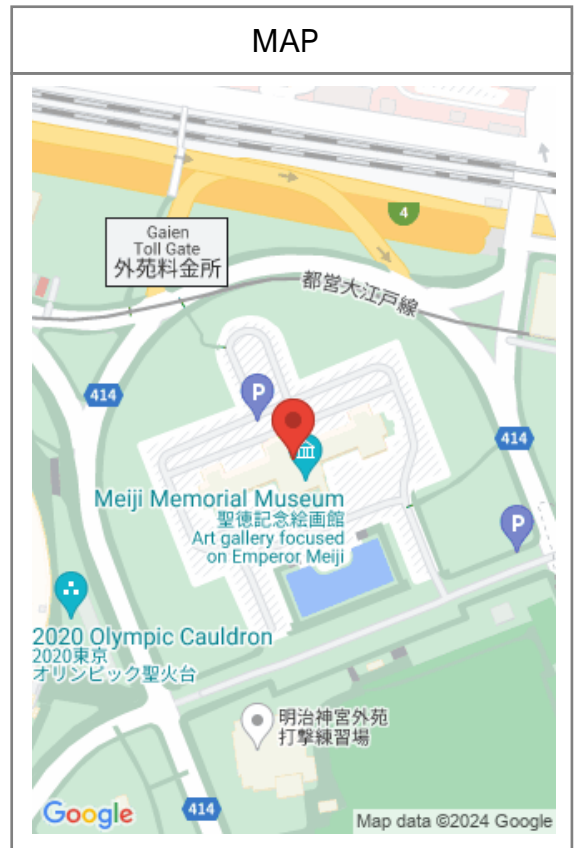 MAP
4
Gaien
Toll Gate
外苑料金所
都営大江戸線
414
P
414
Meiji Memorial Museum
聖徳記念絵画館
Art gallery focused
on Emperor Meiji
P
2020 Olympic Cauldron
2020東京
オリンピック聖火台
明治神宮外苑
打撃練習場
414
Google
Map data ©2024 Google